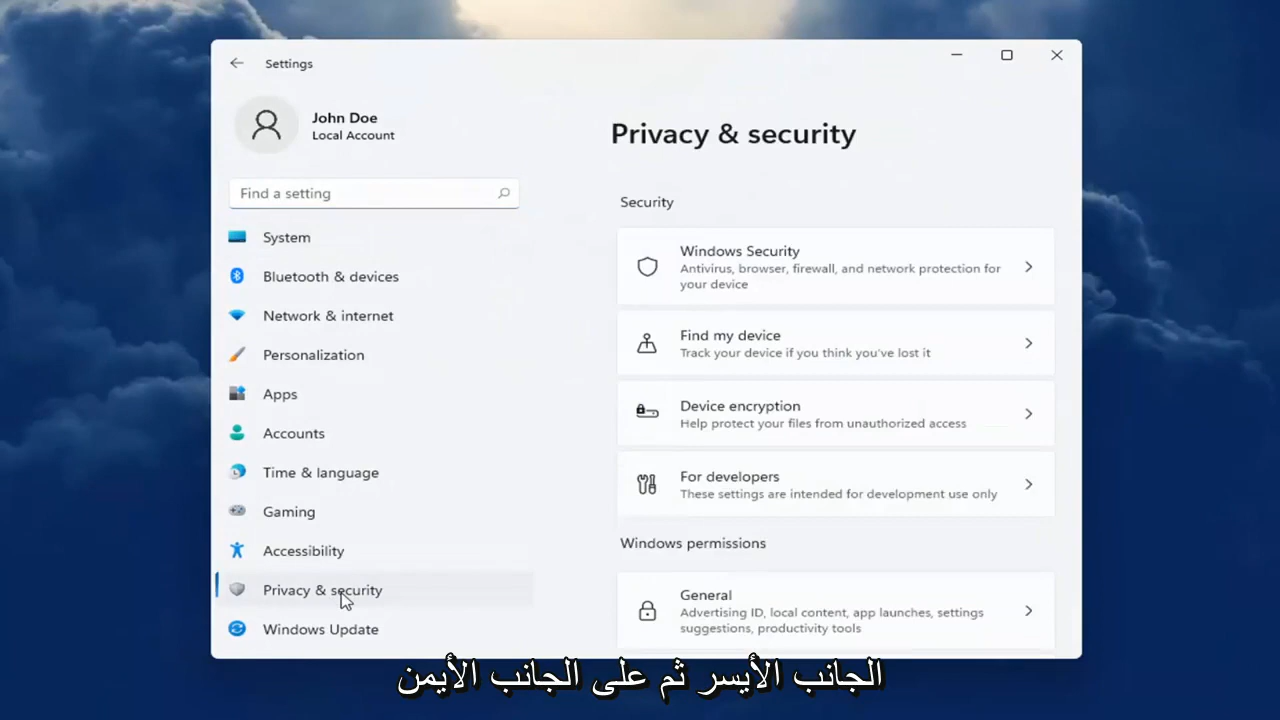 Settings
John Doe
Local Account
Find a setting
System
Bluetooth & devices
Network & internet
Personalization
Apps
Accounts
Time & language
Gaming
Accessibility
Privacy & security
Windows Update
Privacy & security
Security
Windows Security
Antivirus, browser, firewall, and network protection for
your device
Find my device
Track your device if you think you've lost it
Device encryption
Help protect your files from unauthorized access
For developers
These settings are intended for development use only
Windows permissions
General
Advertising ID, local content, app launches, settings
suggestions, productivity tools
الجانب الأيسر ثم على الجانب الأيمن